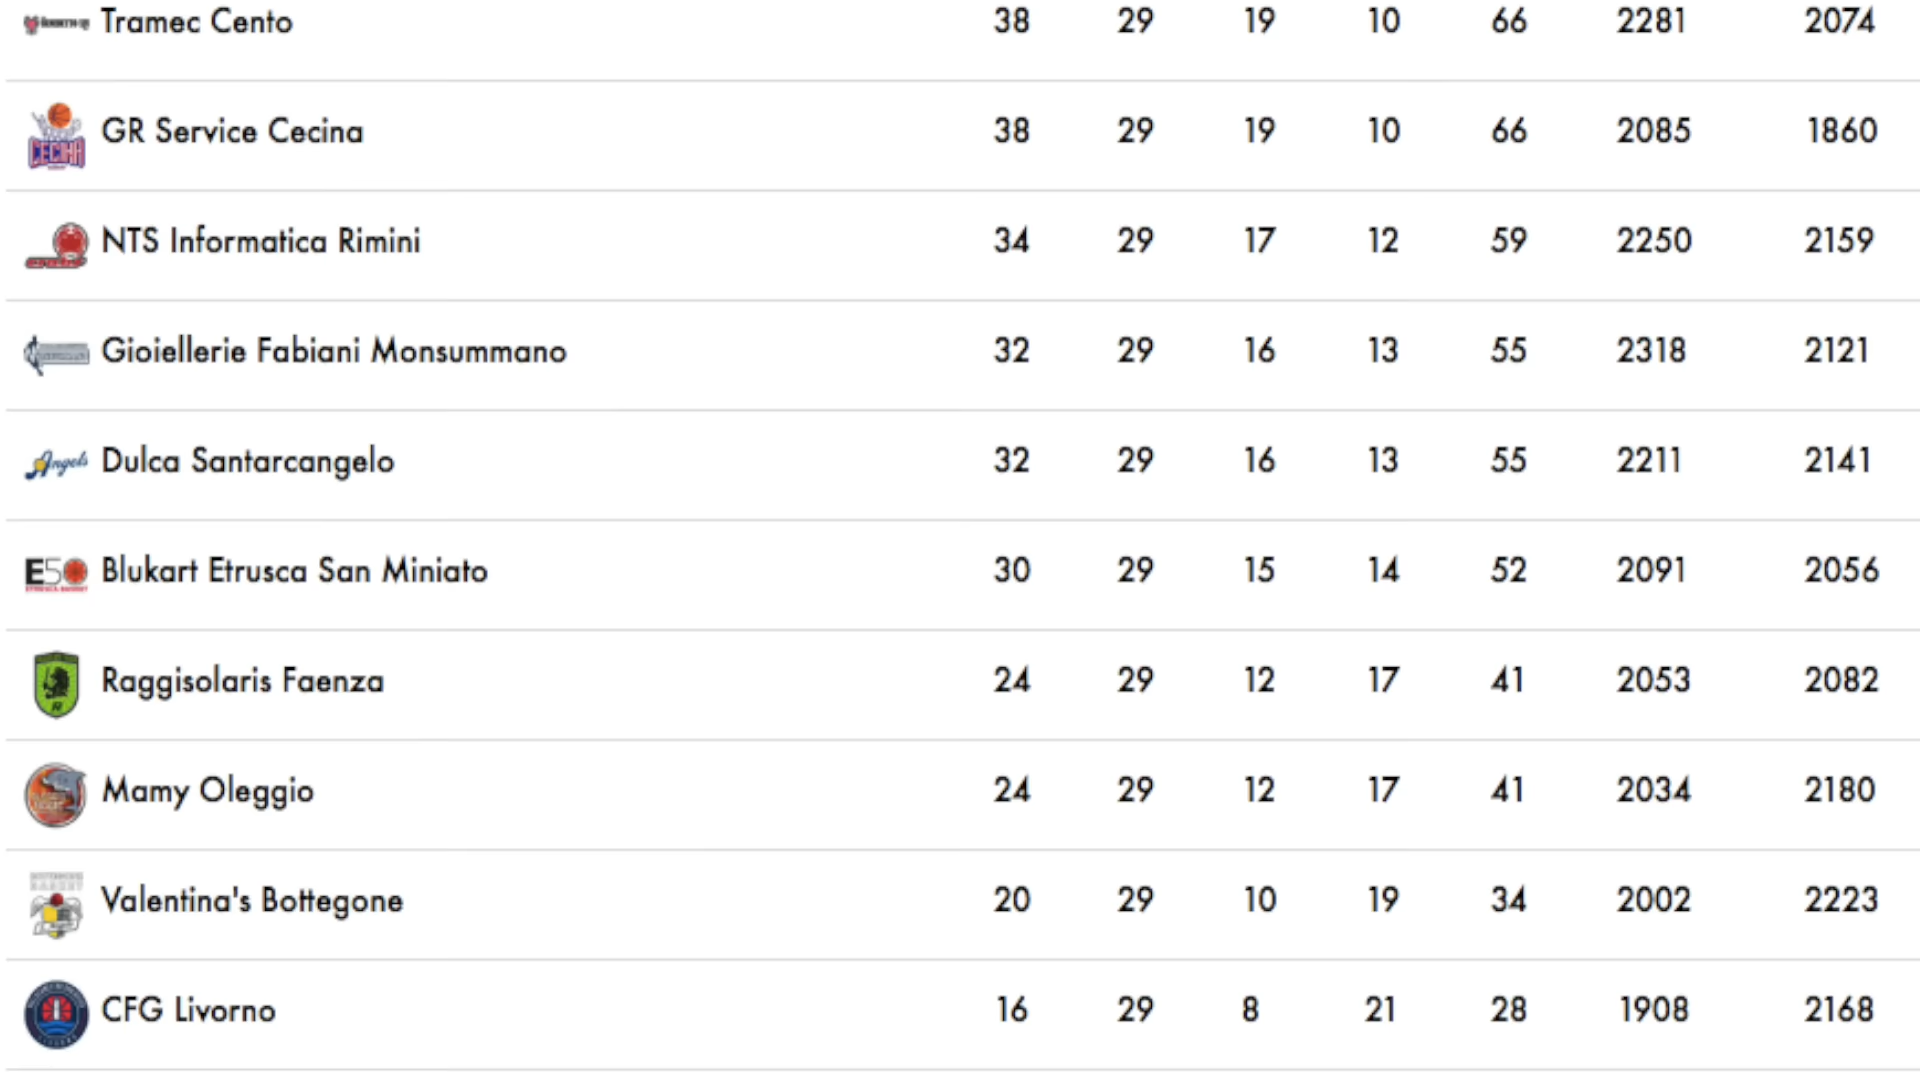 Tramec Cento 38 29 19 10 66 2281 2074
CECINA
GR Service Cecina 38 29 19 10 66 2085 1860
NTS Informatica Rimini 34 29 17 12 59 2250 2159
Gioiellerie Fabiani Monsummano 32 29 16 13 55 2318 2121
Angels Dulca Santarcangelo 32 29 16 13 55 2211 2141
E50 Blukart Etrusca San Miniato 30 29 15 14 52 2091 2056
Raggisolaris Faenza 24 29 12 17 41 2053 2082
Mamy Oleggio 24 29 12 17 41 2034 2180
Valentina's Bottegone 20 29 10 19 34 2002 2223
CFG Livorno 16 29 8 21 28 1908 2168